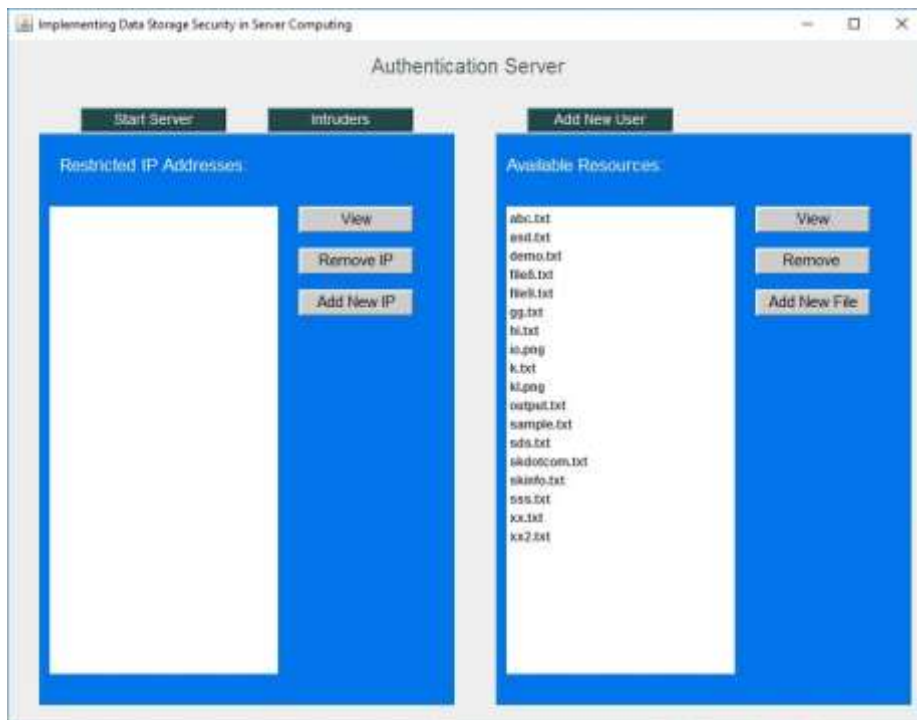 Implementing Data Storage Security in Server Computing
Authentication Server
Start Server
Intruders
Add New User
Restricted IP Addresses:
View
Remove IP
Add New IP
Available Resources:
abc.txt
asd.txt
demo.txt
file6.txt
file9.txt
gg.txt
hi.txt
io.png
k.txt
kl.png
output.txt
sample.txt
sds.txt
skdotcom.txt
skinfo.txt
sss.txt
xx.txt
xx2.txt
View
Remove
Add New File